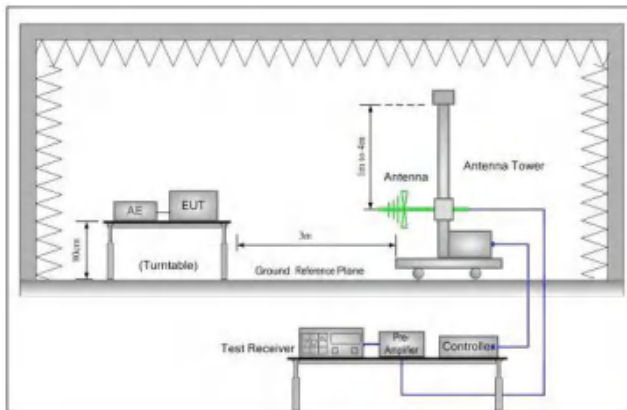 1m to 4m
Antenna
Antenna Tower
AE
EUT
3m
80cm
(Turntable)
Ground Reference Plane
Test Receiver
Pre-
Amplifier
Controller